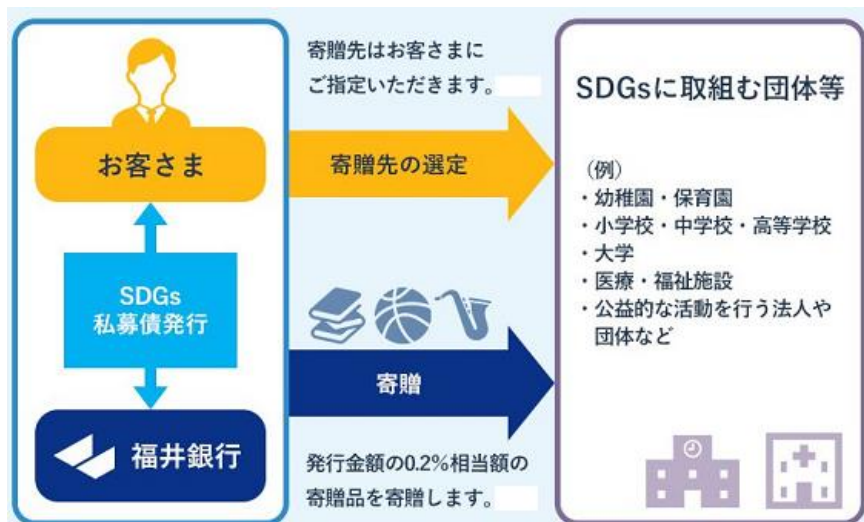 寄贈先はお客さまに
ご指定いただきます。
お客さま
寄贈先の選定
SDGs
私募債発行
寄贈
福井銀行
発行金額の0.2%相当額の
寄贈品を寄贈します。
SDGsに取組む団体等
（例）
・幼稚園・保育園
・小学校・中学校・高等学校
・大学
・医療・福祉施設
・公益的な活動を行う法人や
団体など